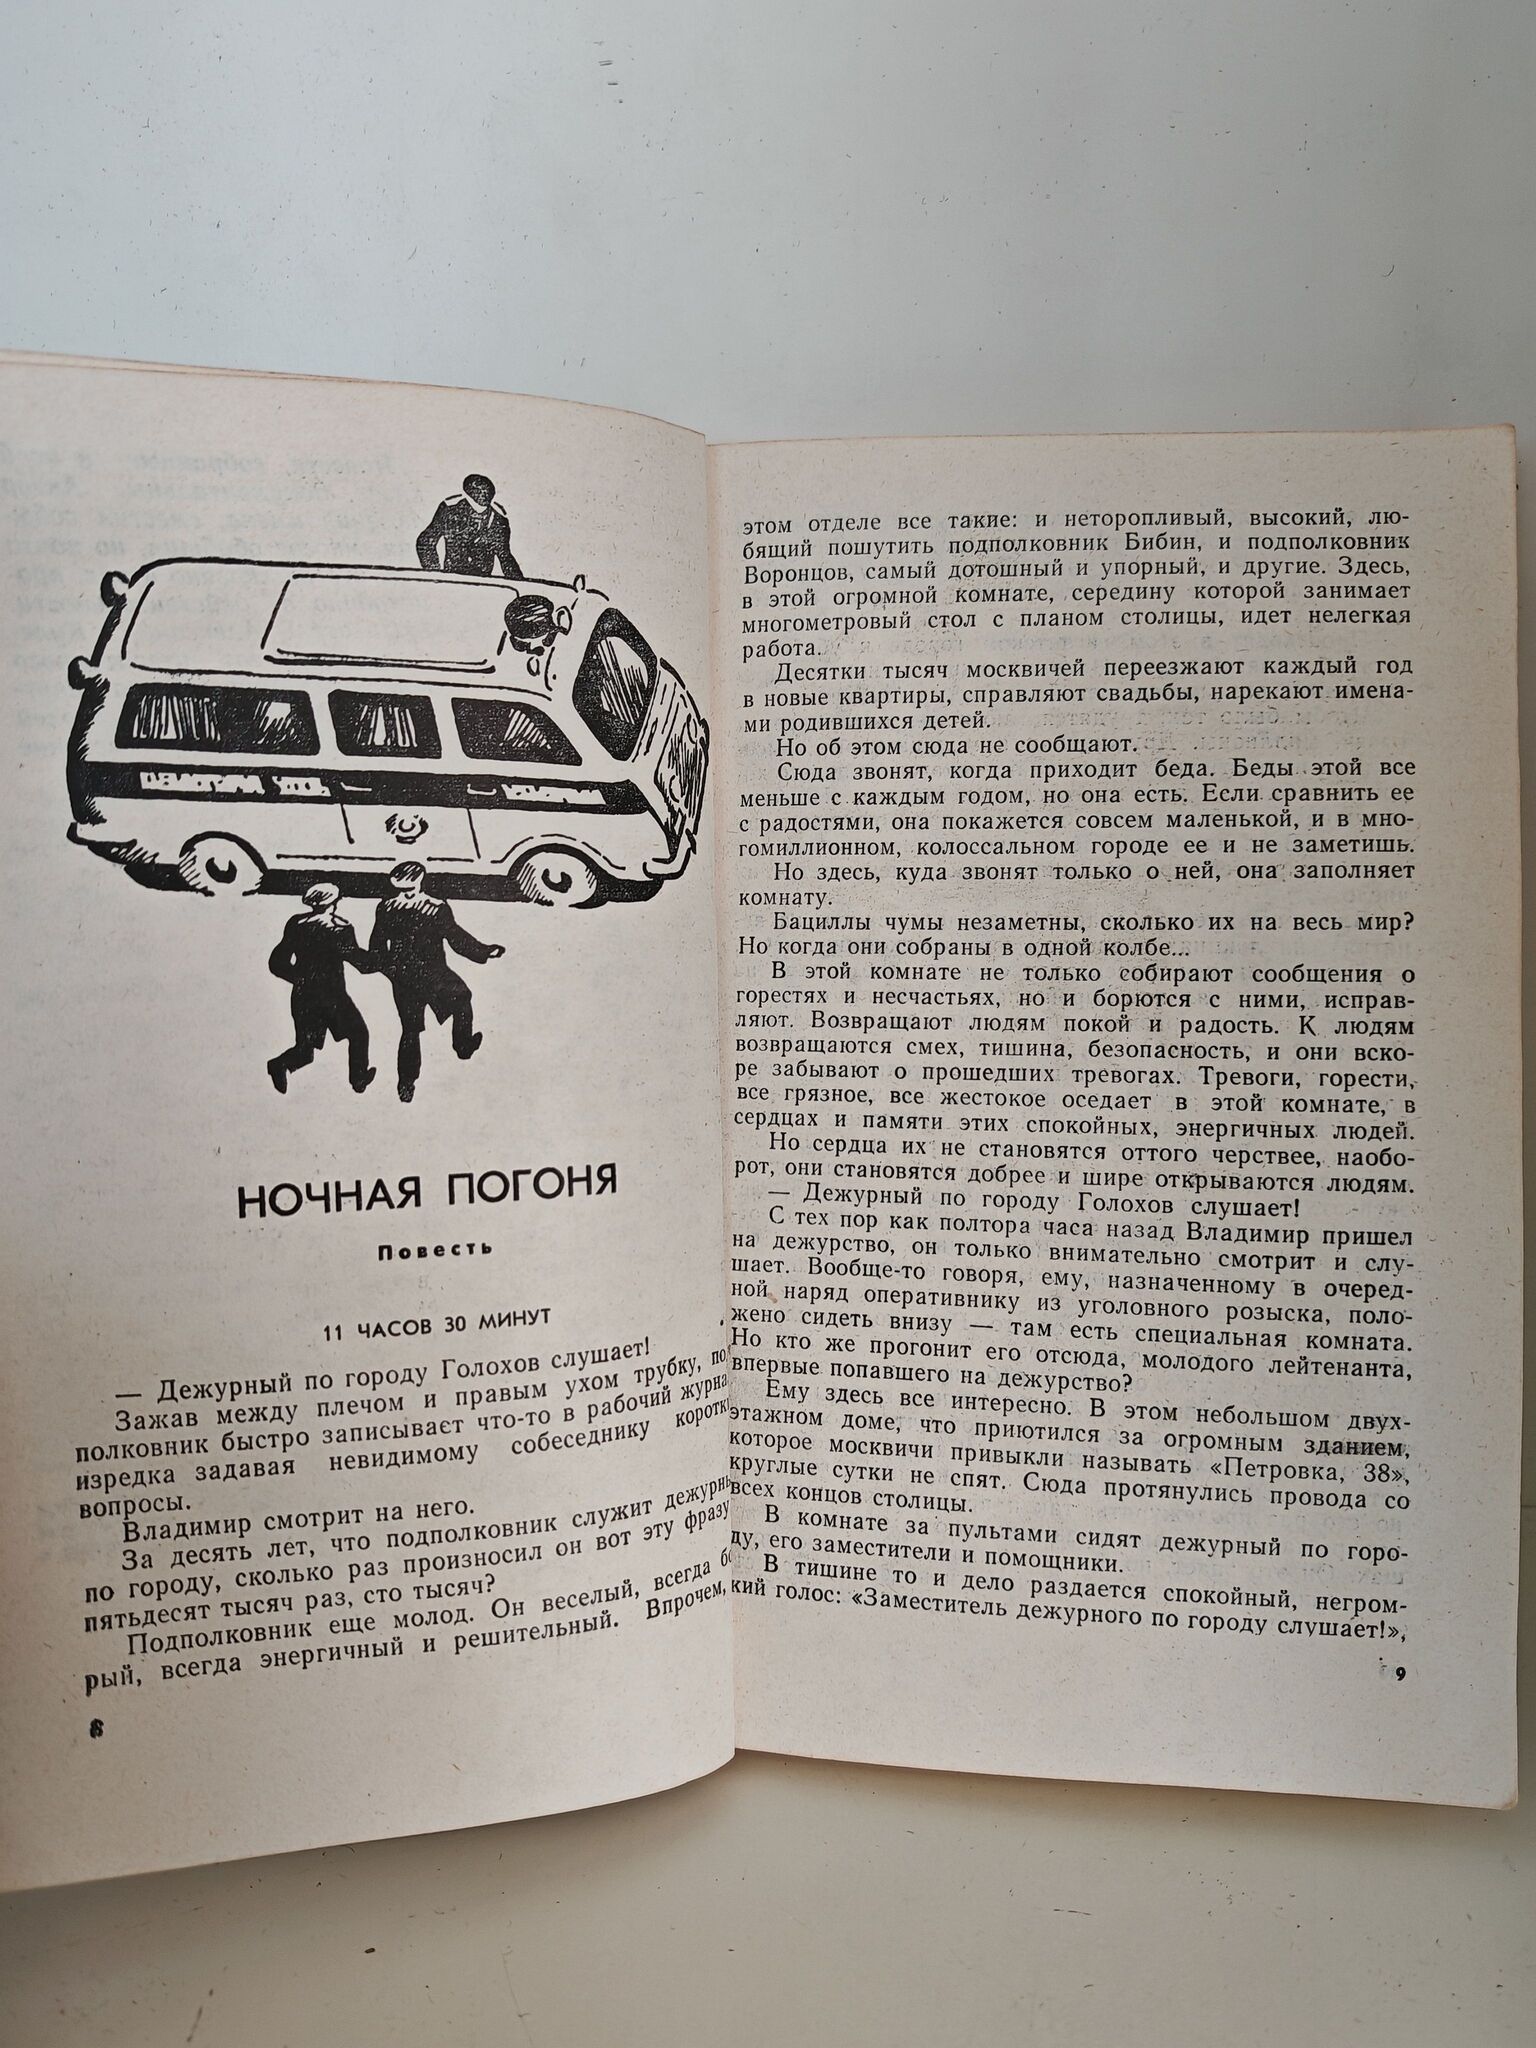 НОЧНАЯ ПОГОНЯ
Повесть
11 ЧАСОВ 30 МИНУТ
— Дежурный по городу Голохов слушает!
Зажав между плечом и правым ухом трубку, под
полковник быстро записывает что-то в рабочий журна
изредка задавая невидимому собеседнику коротк
вопросы.
Владимир смотрит на него.
За десять лет, что подполковник служит дежурны
по городу, сколько раз произносил он вот эту фразу
пятьдесят тысяч раз, сто тысяч?
Подполковник еще молод. Он веселый, всегда бо
рый, всегда энергичный и решительный. Впрочем,
8
этом отделе все такие: и неторопливый, высокий, лю-
бящий пошутить подполковник Бибин, и подполковник
Воронцов, самый дотошный и упорный, и другие. Здесь,
в этой огромной комнате, середину которой занимает
многометровый стол с планом столицы, идет нелегкая
работа.
Десятки тысяч москвичей переезжают каждый год
в новые квартиры, справляют свадьбы, нарекают имена-
ми родившихся детей.
Но об этом сюда не сообщают.
Сюда звонят, когда приходит беда. Беды этой все
меньше с каждым годом, но она есть. Если сравнить ее
с радостями, она покажется совсем маленькой, и в мно-
гомиллионном, колоссальном городе ее и не заметишь.
Но здесь, куда звонят только о ней, она заполняет
комнату.
Бациллы чумы незаметны, сколько их на весь мир?
Но когда они собраны в одной колбе...
В этой комнате не только собирают сообщения о
горестях и несчастьях, но и борются с ними, исправ-
ляют. Возвращают людям покой и радость. К людям
возвращаются смех, тишина, безопасность, и они вско-
ре забывают о прошедших тревогах. Тревоги, горести,
все грязное, все жестокое оседает в этой комнате, в
сердцах и памяти этих спокойных, энергичных людей.
Но сердца их не становятся оттого черствее, наобо-
рот, они становятся добрее и шире открываются людям.
— Дежурный по городу Голохов слушает!
С тех пор как полтора часа назад Владимир пришел
на дежурство, он только внимательно смотрит и слу-
шает. Вообще-то говоря, ему, назначенному в очеред-
ной наряд оперативнику из уголовного розыска, поло-
жено сидеть внизу — там есть специальная комната.
Но кто же прогонит его отсюда, молодого лейтенанта,
впервые попавшего на дежурство?
Ему здесь все интересно. В этом небольшом двух-
этажном доме, что приютился за огромным зданием,
которое москвичи привыкли называть «Петровка, 38»,
круглые сутки не спят. Сюда протянулись провода со
всех концов столицы.
В комнате за пультами сидят дежурный по горо-
ду, его заместители и помощники.
В тишине то и дело раздается спокойный, негром-
кий голос: «Заместитель дежурного по городу слушает!»,
9